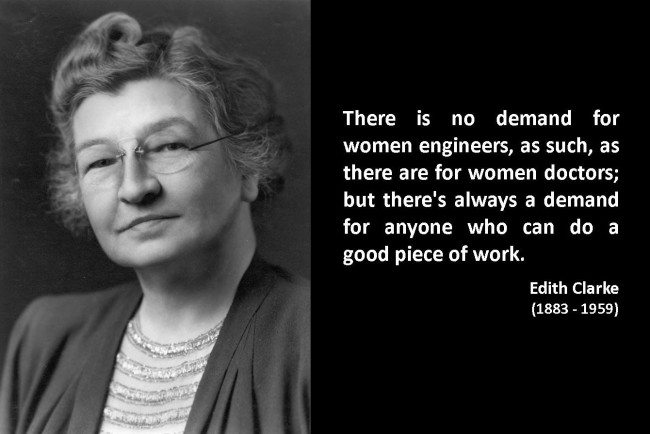 There is no demand for
women engineers, as such, as
there are for women doctors;
but there's always a demand
for anyone who can do a
good piece of work.
Edith Clarke
(1883 - 1959)